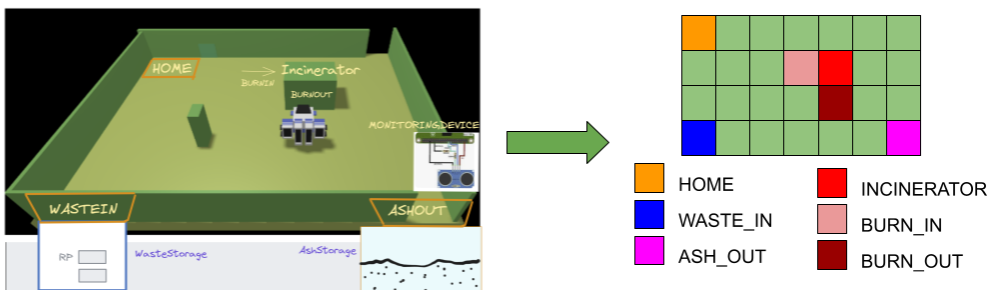 HOME
Incinerator
BURNIN
BURNOUT
MONITORINGDEVICE
WASTEIN
ASHOUT
RP
WasteStorage
AshStorage
HOME
WASTE_IN
ASH_OUT
INCINERATOR
BURN_IN
BURN_OUT